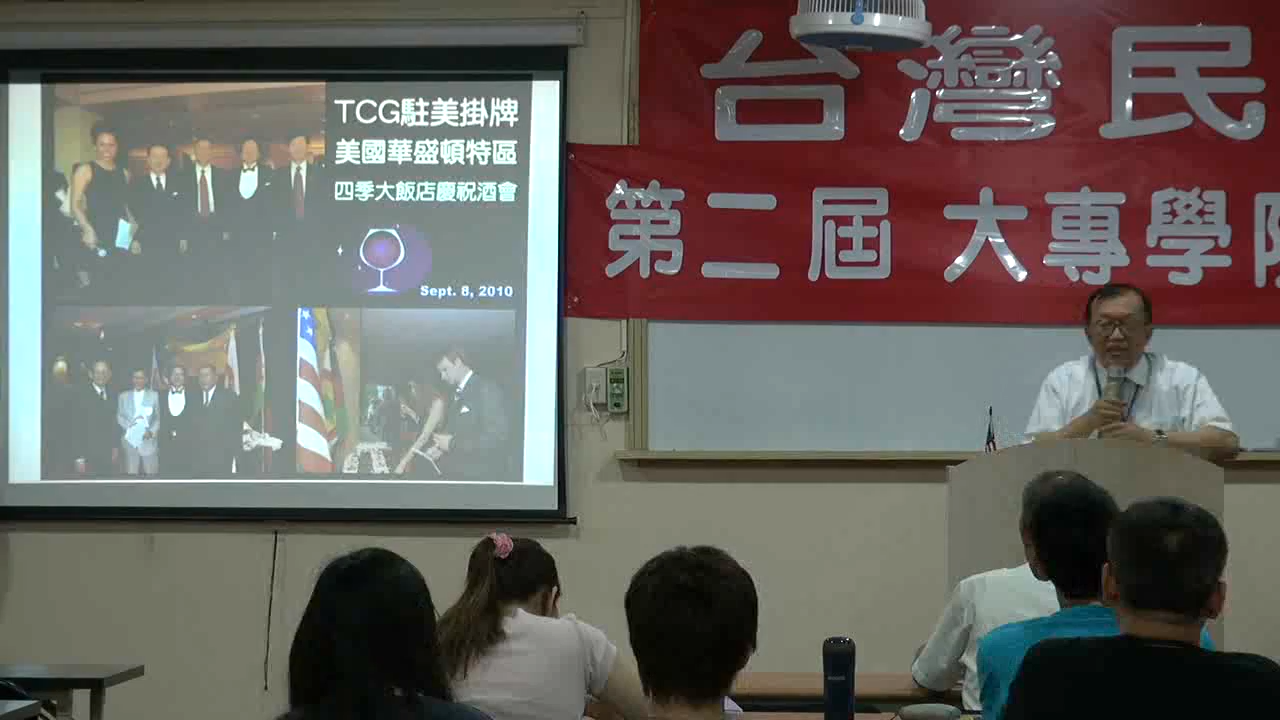 TCG駐美掛牌
美國華盛頓特區
四季大飯店慶祝酒會
Sept. 8, 2010
台灣民
第二屆 大專學